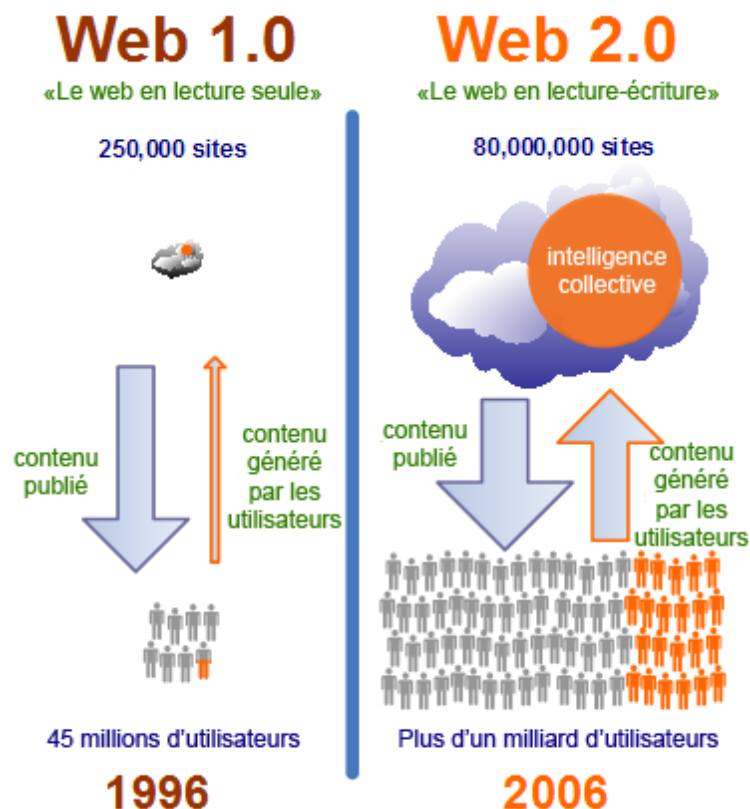 Web 1.0
«Le web en lecture seule»
250,000 sites
contenu
publié
contenu
généré
par les
utilisateurs
45 millions d'utilisateurs
1996
Web 2.0
«Le web en lecture-écriture»
80,000,000 sites
intelligence
collective
contenu
publié
contenu
généré
par les
utilisateurs
Plus d'un milliard d'utilisateurs
2006